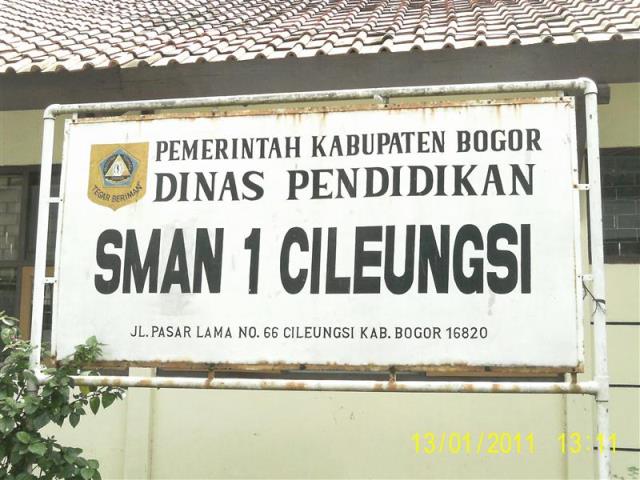 PEMERINTAH KABUPATEN BOGOR
DINAS PENDIDIKAN
TEGAR BERIMAN
SMAN 1 CILEUNGSI
JL. PASAR LAMA NO. 66 CILEUNGSI KAB. BOGOR 16820
13/01/2011 13:11